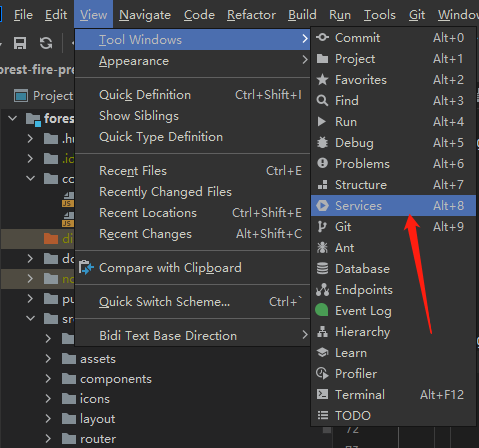 File Edit View Navigate Code Refactor Build Run Tools Git Window
orest-fire-pre
Project
fores
.hu
.io
co
JS
JS
di
do
no
pu
sr
assets
components
icons
layout
router
Tool Windows
Appearance
Quick Definition Ctrl+Shift+I
Show Siblings
Quick Type Definition
Recent Files Ctrl+E
Recently Changed Files
Recent Locations Ctrl+Shift+E
Recent Changes Alt+Shift+C
Compare with Clipboard
Quick Switch Scheme... Ctrl+`
Bidi Text Base Direction
Commit Alt+0
Project Alt+1
Favorites Alt+2
Find Alt+3
Run Alt+4
Debug Alt+5
Problems Alt+6
Structure Alt+7
Services Alt+8
Git Alt+9
Ant
Database
Endpoints
Event Log
Hierarchy
Learn
Profiler
Terminal Alt+F12
TODO
72